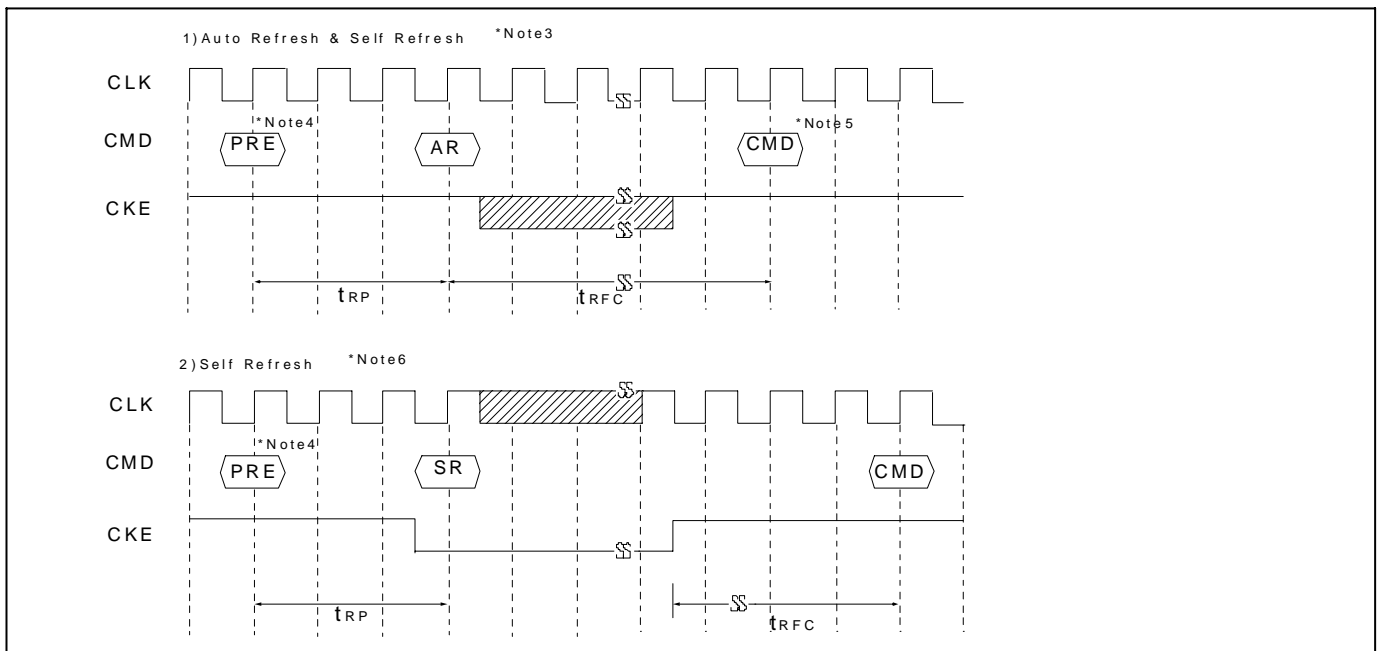 1)Auto Refresh & Self Refresh *Note3
CLK
*Note4 *Note5
CMD PRE AR CMD
CKE
tRP tRFC
2)Self Refresh *Note6
CLK
*Note4
CMD PRE SR CMD
CKE
tRP tRFC